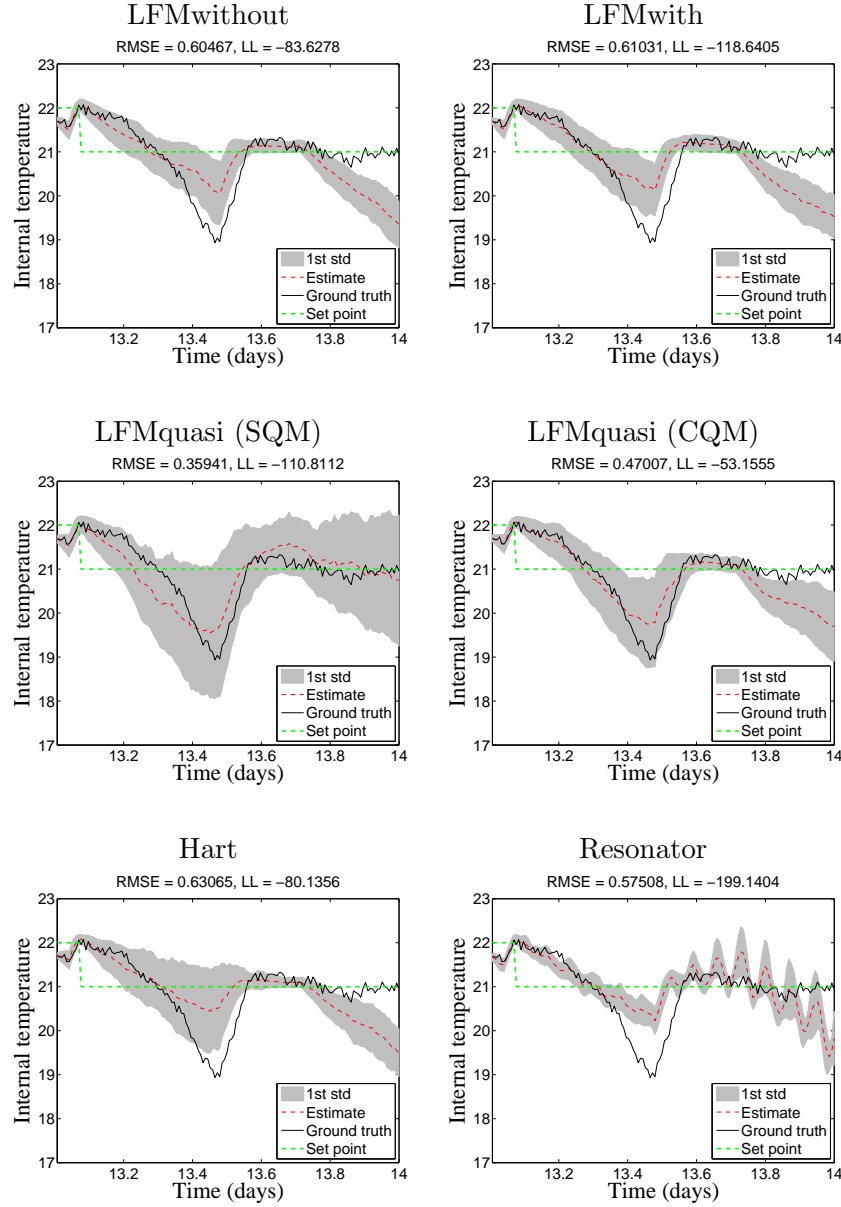 LFMwithout
RMSE = 0.60467, LL = −83.6278
23
22
21
20
19
18
17
Internal temperature
13.2
13.4
13.6
13.8
14
Time (days)
1st std
Estimate
Ground truth
Set point
LFMwith
RMSE = 0.61031, LL = −118.6405
23
22
21
20
19
18
17
Internal temperature
13.2
13.4
13.6
13.8
14
Time (days)
1st std
Estimate
Ground truth
Set point
LFMquasi (SQM)
RMSE = 0.35941, LL = −110.8112
23
22
21
20
19
18
17
Internal temperature
13.2
13.4
13.6
13.8
14
Time (days)
1st std
Estimate
Ground truth
Set point
LFMquasi (CQM)
RMSE = 0.47007, LL = −53.1555
23
22
21
20
19
18
17
Internal temperature
13.2
13.4
13.6
13.8
14
Time (days)
1st std
Estimate
Ground truth
Set point
Hart
RMSE = 0.63065, LL = −80.1356
23
22
21
20
19
18
17
Internal temperature
13.2
13.4
13.6
13.8
14
Time (days)
1st std
Estimate
Ground truth
Set point
Resonator
RMSE = 0.57508, LL = −199.1404
23
22
21
20
19
18
17
Internal temperature
13.2
13.4
13.6
13.8
14
Time (days)
1st std
Estimate
Ground truth
Set point